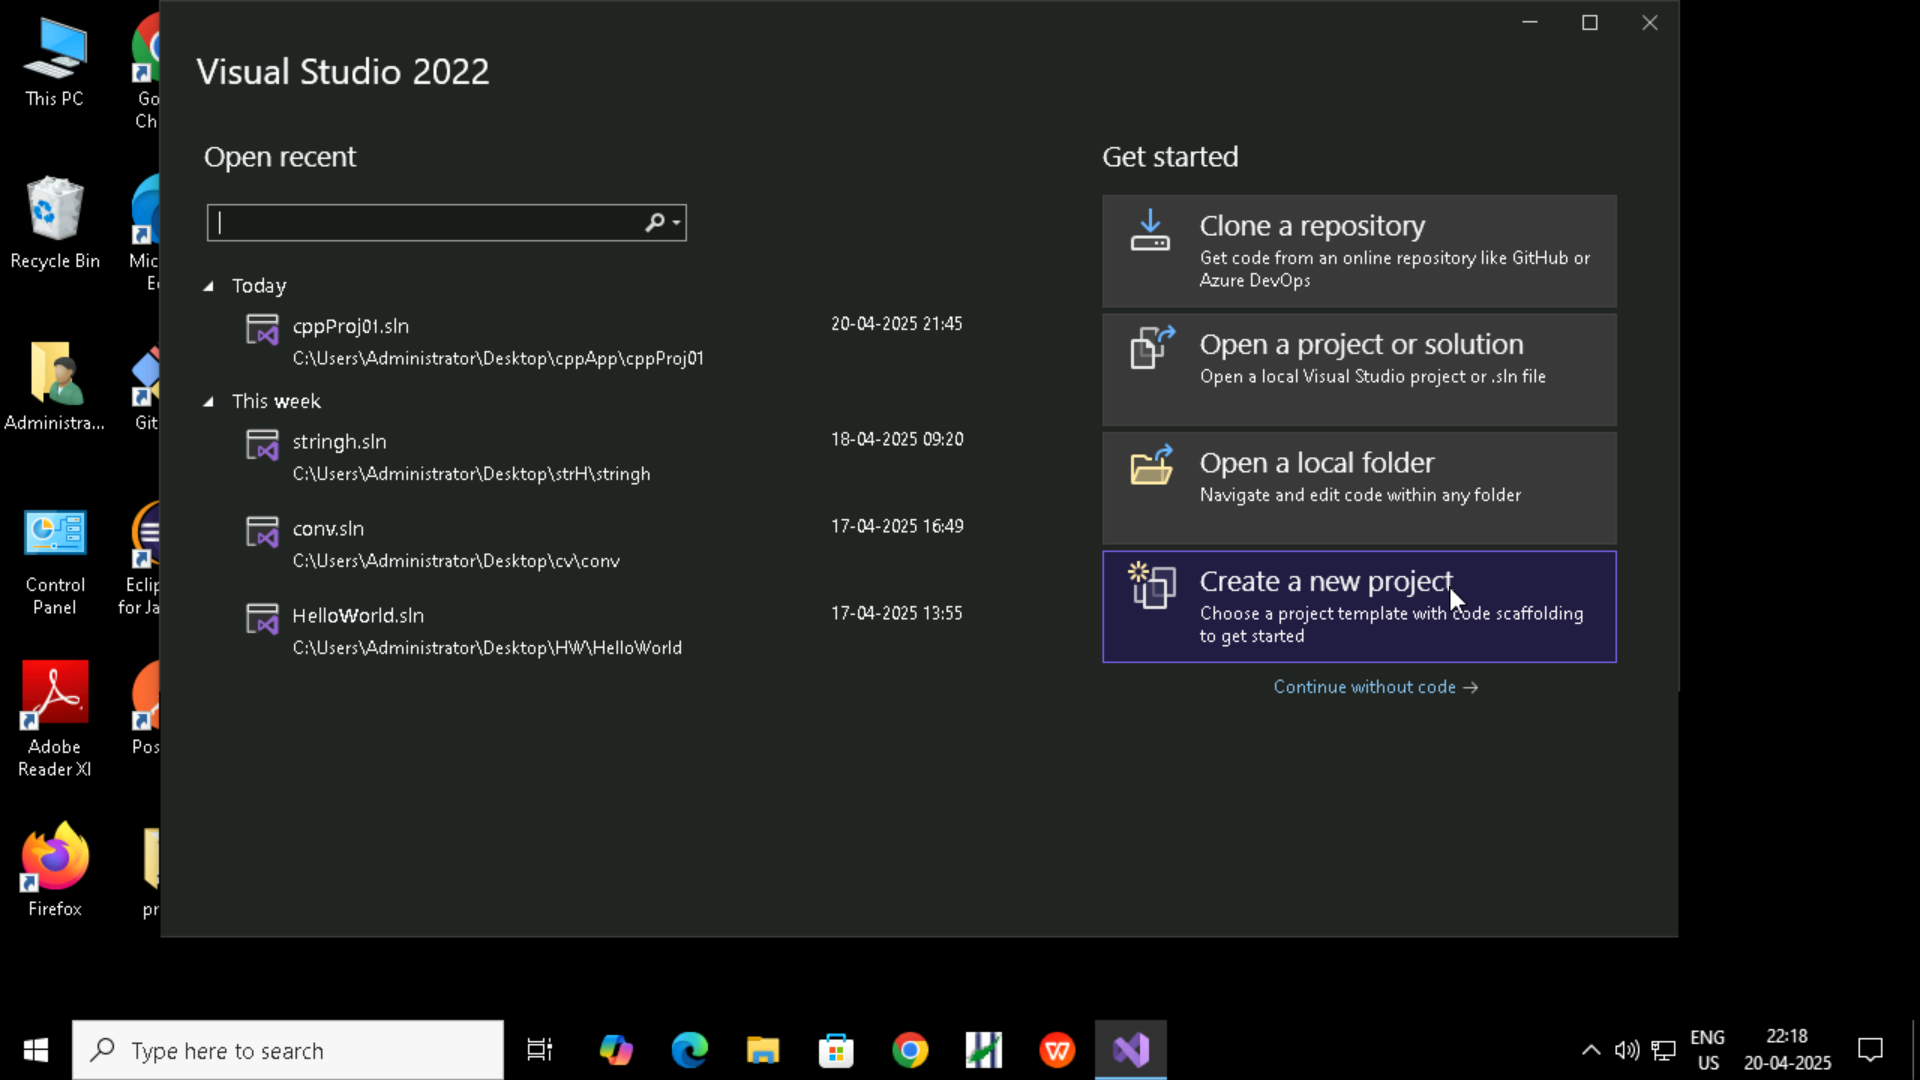 This PC
Go
Ch
Recycle Bin
Mic
E
Administra...
Git
Control
Panel
Eclip
for Ja
Adobe
Reader XI
Pos
Firefox
pr
Visual Studio 2022
Open recent
Today
cppProj01.sln
20-04-2025 21:45
C:\Users\Administrator\Desktop\cppApp\cppProj01
This week
stringh.sln
18-04-2025 09:20
C:\Users\Administrator\Desktop\strH\stringh
conv.sln
17-04-2025 16:49
C:\Users\Administrator\Desktop\cv\conv
HelloWorld.sln
17-04-2025 13:55
C:\Users\Administrator\Desktop\HW\HelloWorld
Get started
Clone a repository
Get code from an online repository like GitHub or
Azure DevOps
Open a project or solution
Open a local Visual Studio project or .sln file
Open a local folder
Navigate and edit code within any folder
Create a new project
Choose a project template with code scaffolding
to get started
Continue without code →
Type here to search
ENG
US
22:18
20-04-2025